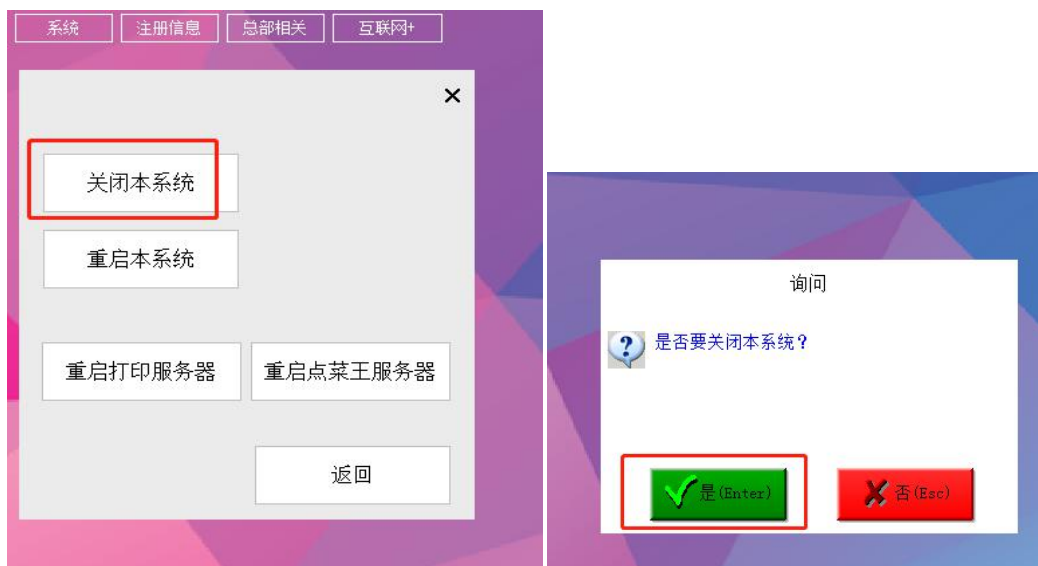 系统 注册信息 总部相关 互联网+
关闭本系统
重启本系统
重启打印服务器 重启点菜王服务器
返回
询问
是否要关闭本系统？
是(Enter) 否(Esc)